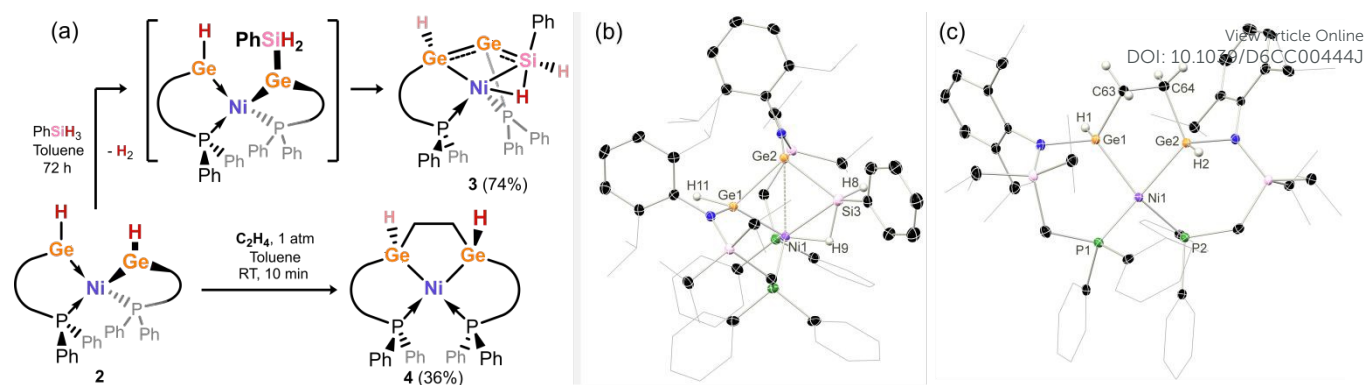 (a)
H
Ge
PhSiH2
Ge
Ni
P
Ph
Ph
P
Ph
Ph
PhSiH3
Toluene
72 h
- H2
H
Ge
Ge
Ph
Si
H
Ni
H
P
Ph
Ph
P
Ph
Ph
3 (74%)
H
Ge
H
Ge
Ni
P
Ph
Ph
P
Ph
Ph
2
C2H4, 1 atm
Toluene
RT, 10 min
H
H
Ge
Ge
Ni
P
P
Ph
Ph
Ph
Ph
4 (36%)
(b)
Ge2
H11
Ge1
H8
Si3
Ni1
H9
(c)
View Article Online
DOI: 10.1039/D6CC00444J
C63
C64
H1
Ge1
Ge2
H2
Ni1
P1
P2